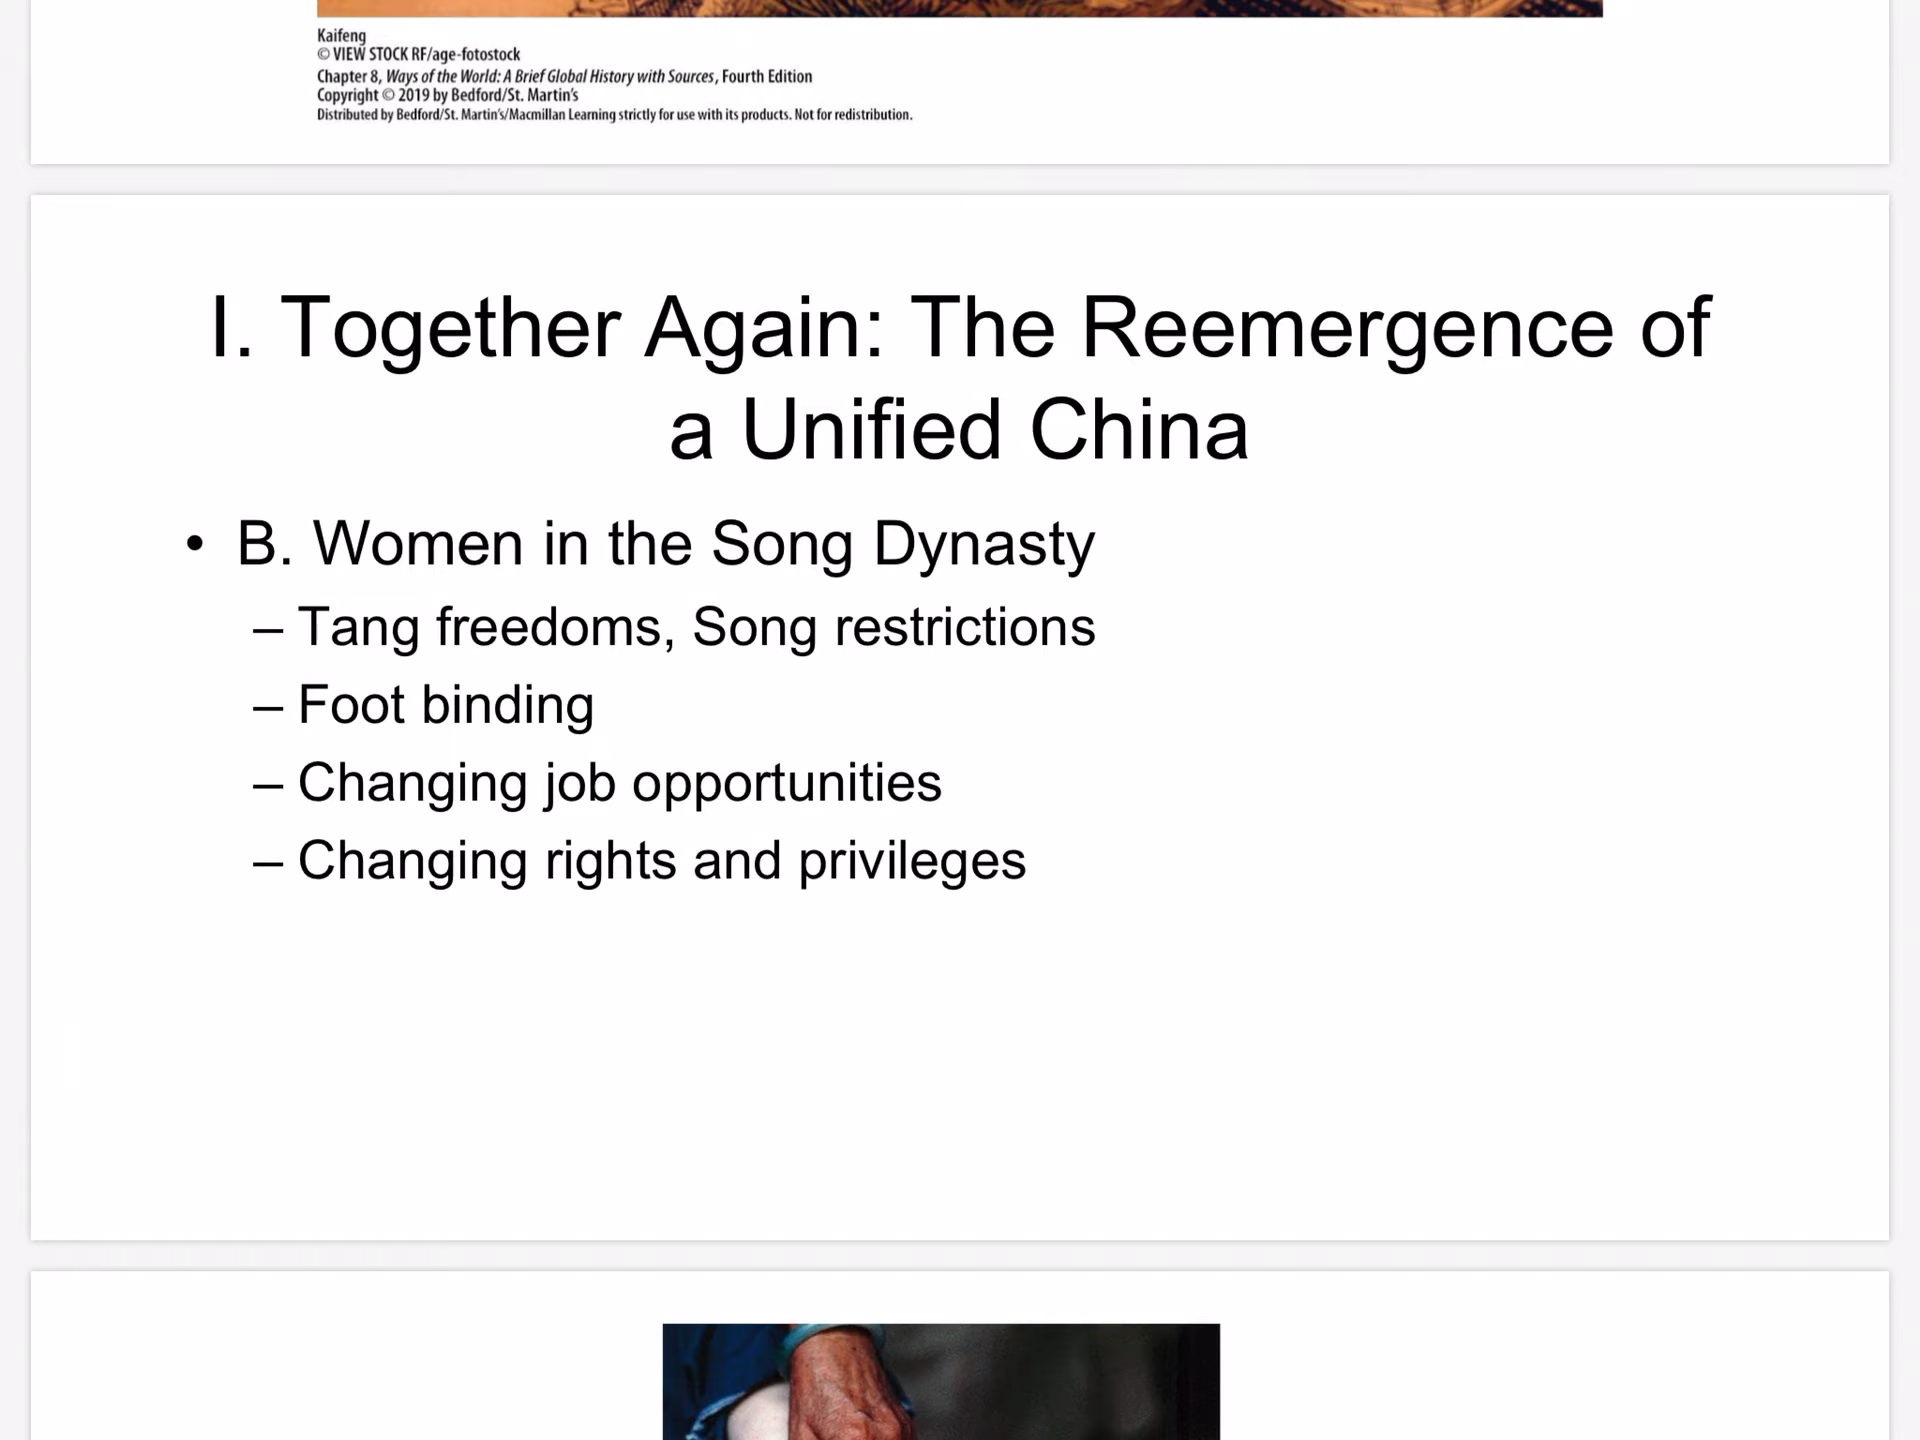 Kaifeng
© VIEW STOCK RF/age-fotostock
Chapter 8, Ways of the World: A Brief Global History with Sources, Fourth Edition
Copyright © 2019 by Bedford/St. Martin's
Distributed by Bedford/St. Martin's/Macmillan Learning strictly for use with its products. Not for redistribution.
I. Together Again: The Reemergence of
a Unified China
• B. Women in the Song Dynasty
– Tang freedoms, Song restrictions
– Foot binding
– Changing job opportunities
– Changing rights and privileges